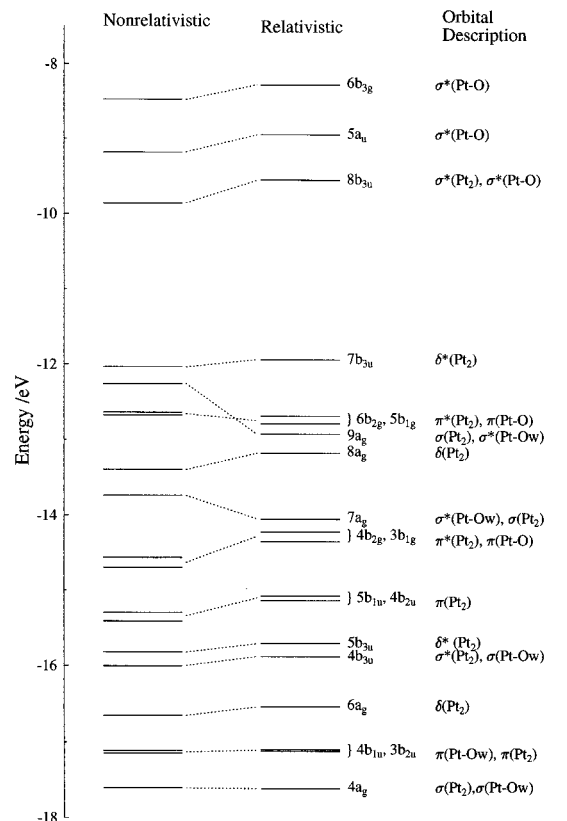 Nonrelativistic Relativistic Orbital
Description
-8
6b3g σ*(Pt-O)
5au σ*(Pt-O)
8b3u σ*(Pt2), σ*(Pt-O)
-10
-12
7b3u δ*(Pt2)
} 6b2g, 5b1g π*(Pt2), π(Pt-O)
9ag σ(Pt2), σ*(Pt-Ow)
8ag δ(Pt2)
Energy /eV
-14
7ag σ*(Pt-Ow), σ(Pt2)
} 4b2g, 3b1g π*(Pt2), π(Pt-O)
} 5b1u, 4b2u π(Pt2)
5b3u δ* (Pt2)
-16
4b3u σ*(Pt2), σ(Pt-Ow)
6ag δ(Pt2)
} 4b1u, 3b2u π(Pt-Ow), π(Pt2)
4ag σ(Pt2),σ(Pt-Ow)
-18